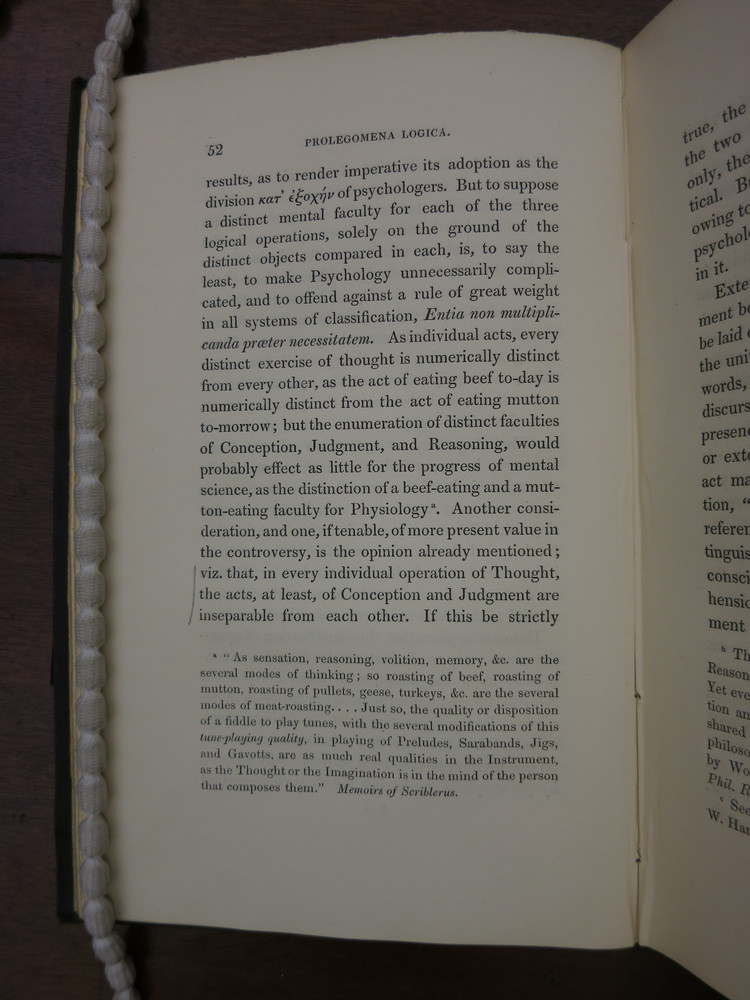 52
PROLEGOMENA LOGICA.
results, as to render imperative its adoption as the
division κατ' ἐξοχήν of psychologers. But to suppose
a distinct mental faculty for each of the three
logical operations, solely on the ground of the
distinct objects compared in each, is, to say the
least, to make Psychology unnecessarily compli-
cated, and to offend against a rule of great weight
in all systems of classification, Entia non multipli-
canda præter necessitatem. As individual acts, every
distinct exercise of thought is numerically distinct
from every other, as the act of eating beef to-day is
numerically distinct from the act of eating mutton
to-morrow; but the enumeration of distinct faculties
of Conception, Judgment, and Reasoning, would
probably effect as little for the progress of mental
science, as the distinction of a beef-eating and a mut-
ton-eating faculty for Physiology a. Another consi-
deration, and one, if tenable, of more present value in
the controversy, is the opinion already mentioned;
viz. that, in every individual operation of Thought,
the acts, at least, of Conception and Judgment are
inseparable from each other. If this be strictly
a "As sensation, reasoning, volition, memory, &c. are the
several modes of thinking; so roasting of beef, roasting of
mutton, roasting of pullets, geese, turkeys, &c. are the several
modes of meat-roasting.... Just so, the quality or disposition
of a fiddle to play tunes, with the several modifications of this
tune-playing quality, in playing of Preludes, Sarabands, Jigs,
and Gavotts, are as much real qualities in the Instrument,
as the Thought or the Imagination is in the mind of the person
that composes them." Memoirs of Scriblerus.
true, the
the two
only, the
tical. B
owing to
psychol
in it.
Exte
ment b
be laid
the uni
words,
discurs
presen
or exte
act ma
tion, "
referen
tinguis
consci
hensio
ment
b Th
Reason
Yet eve
tion an
shared
philoso
by Wo
Phil. R
c See
W. Ham